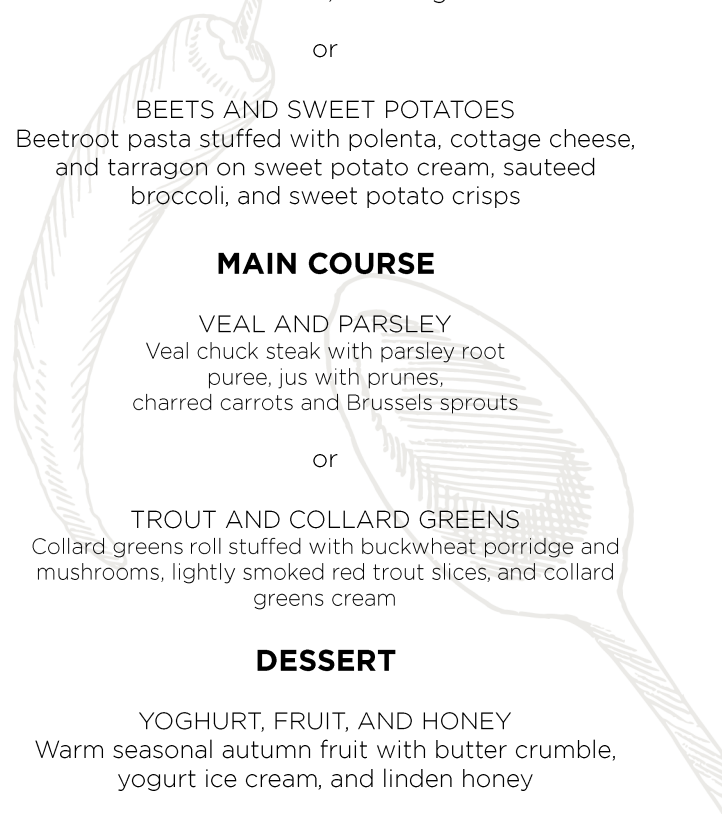 or
BEETS AND SWEET POTATOES
Beetroot pasta stuffed with polenta, cottage cheese,
and tarragon on sweet potato cream, sauteed
broccoli, and sweet potato crisps
MAIN COURSE
VEAL AND PARSLEY
Veal chuck steak with parsley root
puree, jus with prunes,
charred carrots and Brussels sprouts
or
TROUT AND COLLARD GREENS
Collard greens roll stuffed with buckwheat porridge and
mushrooms, lightly smoked red trout slices, and collard
greens cream
DESSERT
YOGHURT, FRUIT, AND HONEY
Warm seasonal autumn fruit with butter crumble,
yogurt ice cream, and linden honey